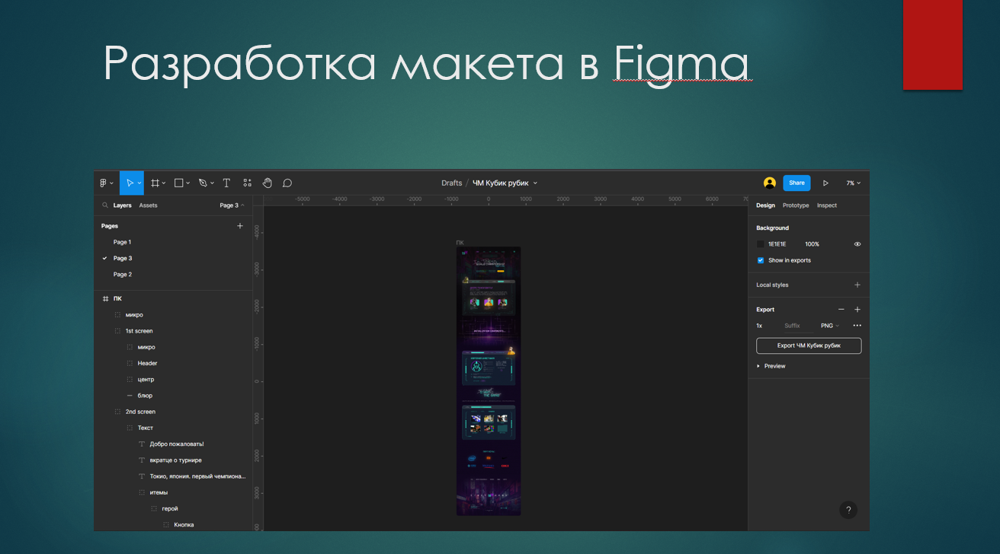 Разработка макета в Figma
Drafts / ЧМ Кубик рубик
Share
7%
Layers Assets Page 3
-5000 -4000 -3000 -2000 -1000 0 1000 2000 3000 4000 5000 6000
Design Prototype Inspect
Pages
Page 1
Page 3
Page 2
ПК
микро
1st screen
микро
Header
центр
блюр
2nd screen
Текст
Добро пожаловать!
вкратце о турнире
Токио, япония. первый чемпиона...
итемы
герой
Кнопка
-4000
-3000
-2000
-1000
0
1000
2000
3000
ПК
Background
1E1E1E 100%
Show in exports
Local styles
Export
1x Suffix PNG
Export ЧМ Кубик рубик
Preview
?